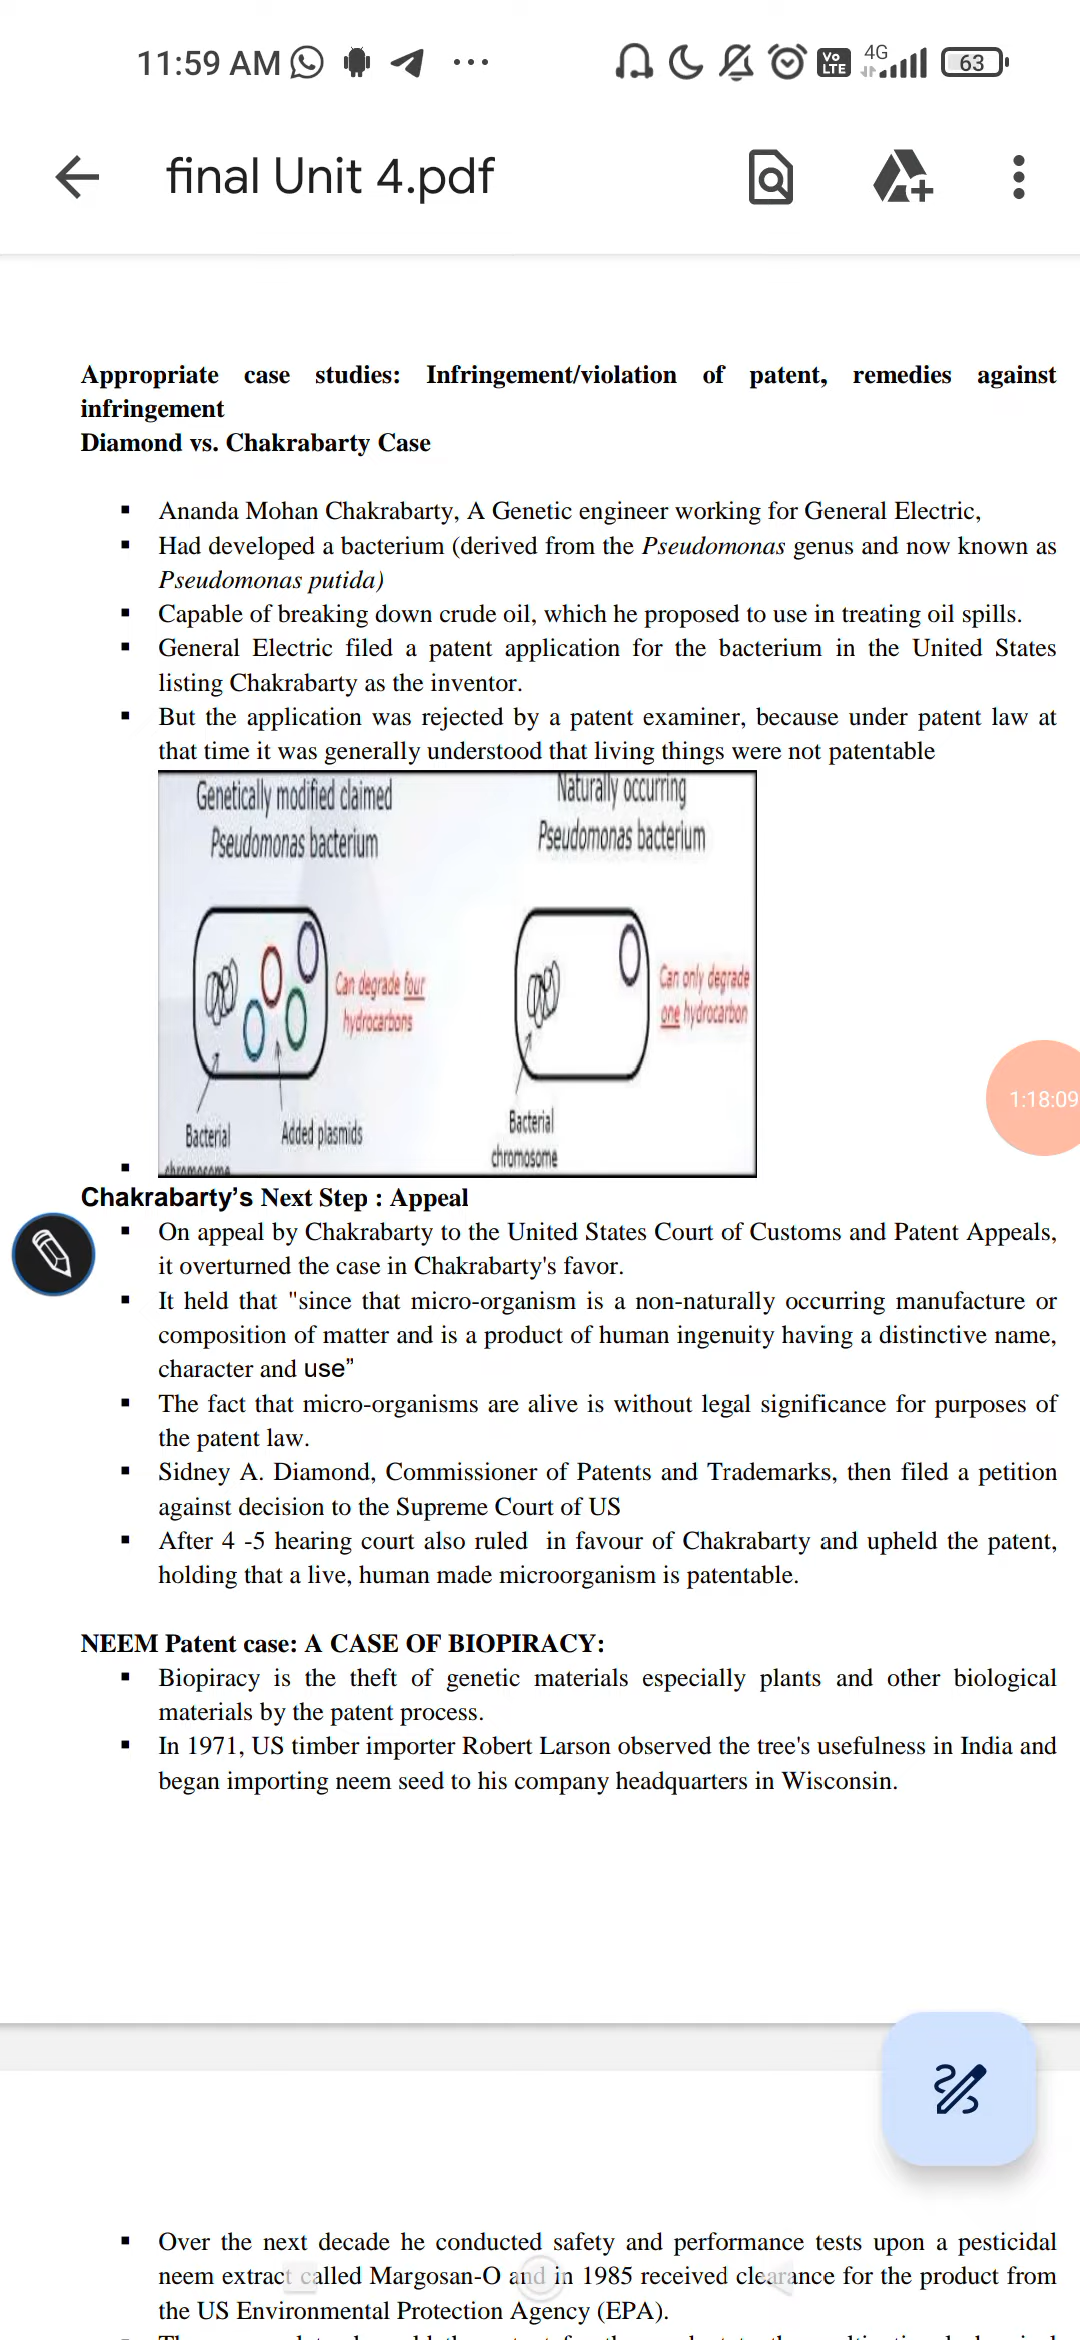 11:59 AM
Vo LTE 4G 63
final Unit 4.pdf
Appropriate case studies: Infringement/violation of patent, remedies against
infringement
Diamond vs. Chakrabarty Case
▪ Ananda Mohan Chakrabarty, A Genetic engineer working for General Electric,
▪ Had developed a bacterium (derived from the Pseudomonas genus and now known as
Pseudomonas putida)
▪ Capable of breaking down crude oil, which he proposed to use in treating oil spills.
▪ General Electric filed a patent application for the bacterium in the United States
listing Chakrabarty as the inventor.
▪ But the application was rejected by a patent examiner, because under patent law at
that time it was generally understood that living things were not patentable
Genetically modified claimed
Pseudomonas bacterium
Naturally occurring
Pseudomonas bacterium
Can degrade four
hydrocarbons
Can only degrade
one hydrocarbon
Bacterial
chromosome
Added plasmids
Bacterial
chromosome
1:18:09
Chakrabarty’s Next Step : Appeal
▪ On appeal by Chakrabarty to the United States Court of Customs and Patent Appeals,
it overturned the case in Chakrabarty's favor.
▪ It held that "since that micro-organism is a non-naturally occurring manufacture or
composition of matter and is a product of human ingenuity having a distinctive name,
character and use”
▪ The fact that micro-organisms are alive is without legal significance for purposes of
the patent law.
▪ Sidney A. Diamond, Commissioner of Patents and Trademarks, then filed a petition
against decision to the Supreme Court of US
▪ After 4 -5 hearing court also ruled in favour of Chakrabarty and upheld the patent,
holding that a live, human made microorganism is patentable.
NEEM Patent case: A CASE OF BIOPIRACY:
▪ Biopiracy is the theft of genetic materials especially plants and other biological
materials by the patent process.
▪ In 1971, US timber importer Robert Larson observed the tree's usefulness in India and
began importing neem seed to his company headquarters in Wisconsin.
▪ Over the next decade he conducted safety and performance tests upon a pesticidal
neem extract called Margosan-O and in 1985 received clearance for the product from
the US Environmental Protection Agency (EPA).